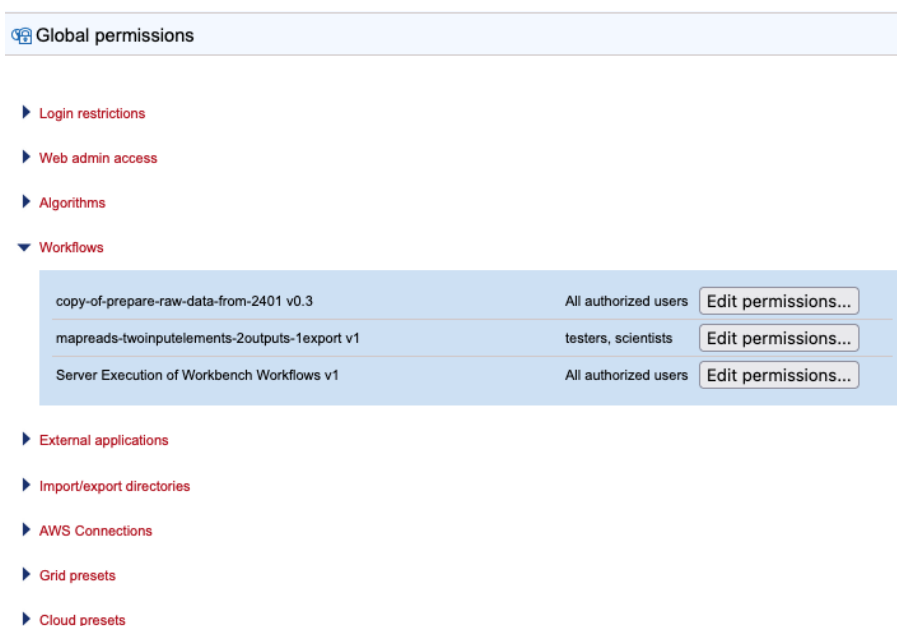 Global permissions
Login restrictions
Web admin access
Algorithms
Workflows
copy-of-prepare-raw-data-from-2401 v0.3 All authorized users Edit permissions...
mapreads-twoinputelements-2outputs-1export v1 testers, scientists Edit permissions...
Server Execution of Workbench Workflows v1 All authorized users Edit permissions...
External applications
Import/export directories
AWS Connections
Grid presets
Cloud presets